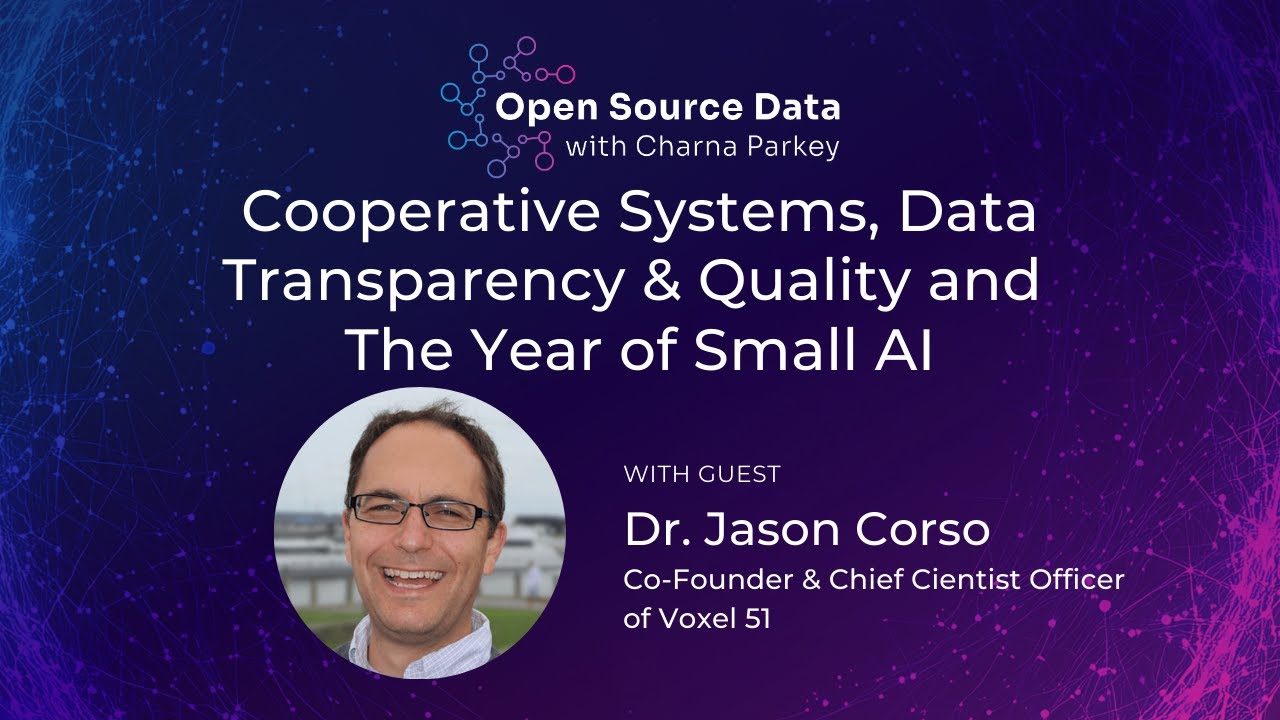 Open Source Data
with Charna Parkey
Cooperative Systems, Data
Transparency & Quality and
The Year of Small AI
WITH GUEST
Dr. Jason Corso
Co-Founder & Chief Cientist Officer
of Voxel 51